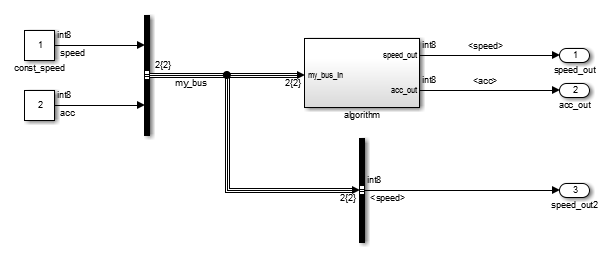 1
int8
speed
const_speed
2
int8
acc
2{2}
my_bus
2{2}
my_bus_in
speed_out
acc_out
algorithm
int8
<speed>
1
speed_out
int8
<acc>
2
acc_out
2{2}
int8
<speed>
3
speed_out2